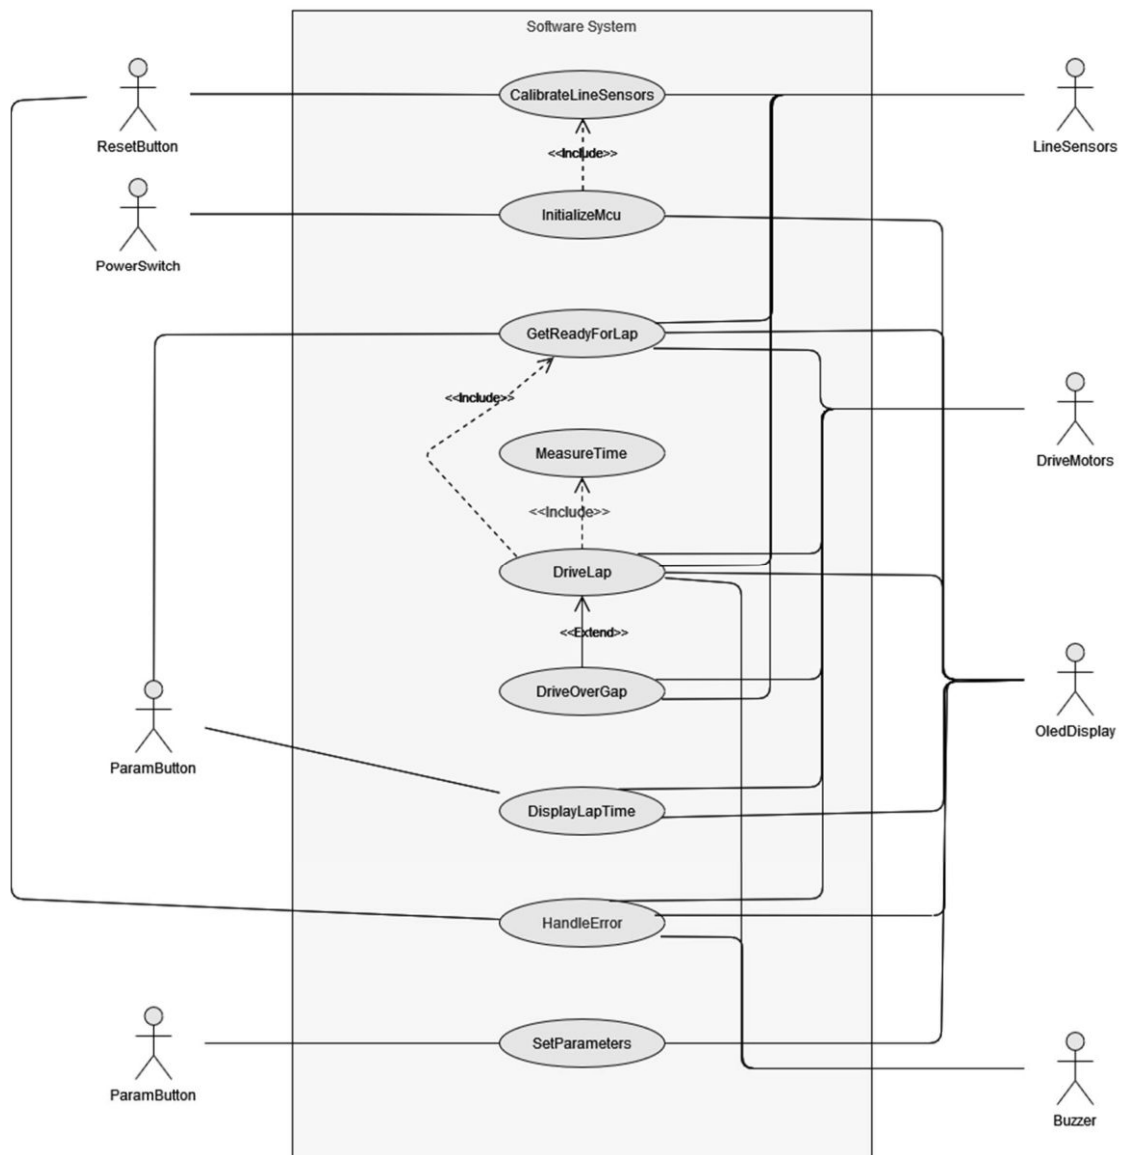 Software System
CalibrateLineSensors
ResetButton
LineSensors
<<Include>>
InitializeMcu
PowerSwitch
GetReadyForLap
<<Include>>
MeasureTime
DriveMotors
<<Include>>
DriveLap
<<Extend>>
DriveOverGap
OledDisplay
ParamButton
DisplayLapTime
HandleError
SetParameters
ParamButton
Buzzer